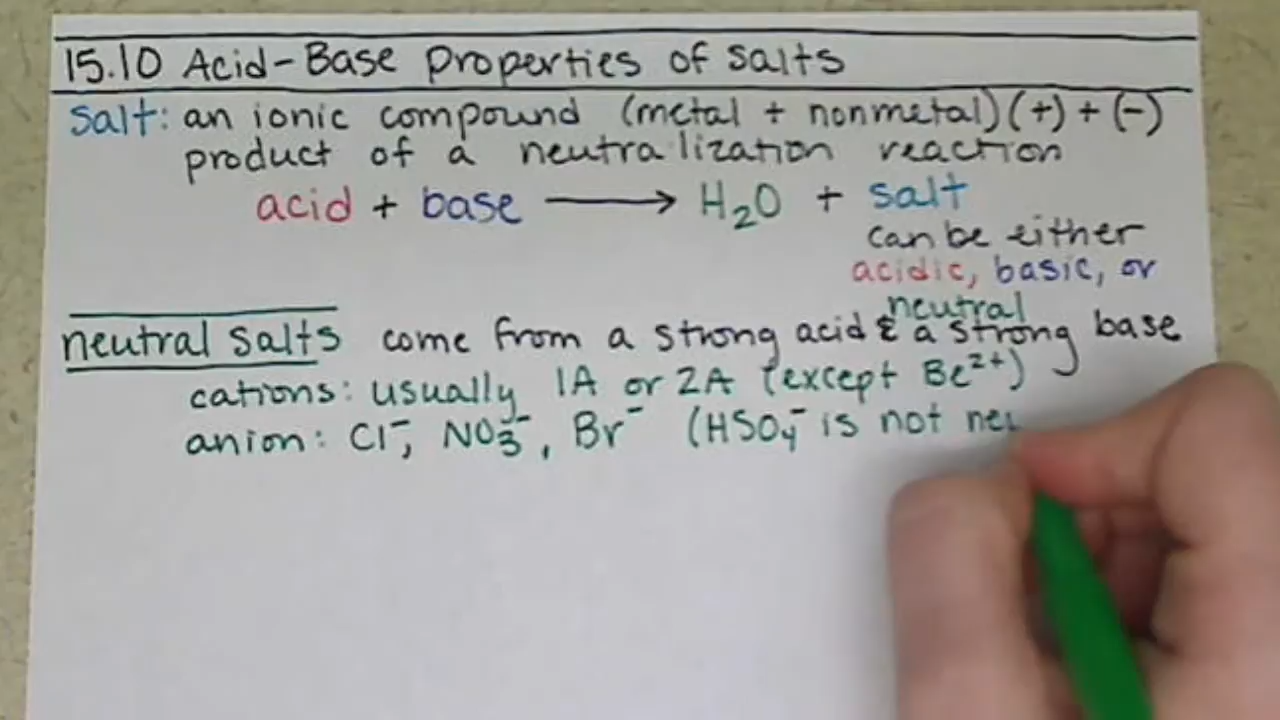 15.10 Acid-Base Properties of Salts
salt: an ionic compound (metal + nonmetal) (+) + (-)
product of a neutralization reaction
acid + base ⟶ H₂O + salt
can be either
acidic, basic, or
neutral
neutral salts come from a strong acid & a strong base
cations: usually 1A or 2A (except Be²⁺)
anion: Cl⁻, NO₃⁻, Br⁻ (HSO₄⁻ is not